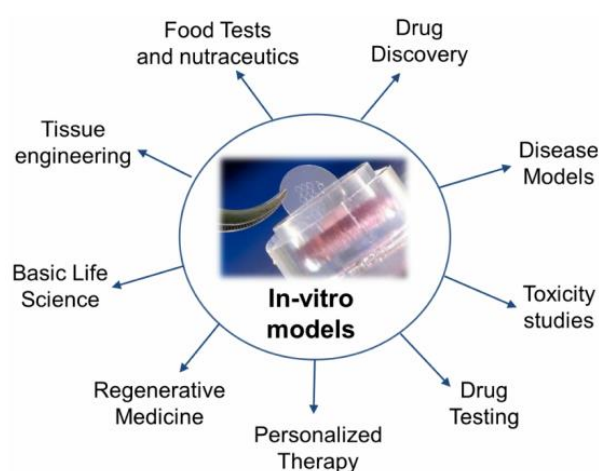 Food Tests
and nutraceutics
Drug
Discovery
Tissue
engineering
Disease
Models
Basic Life
Science
In-vitro
models
Toxicity
studies
Regenerative
Medicine
Drug
Testing
Personalized
Therapy